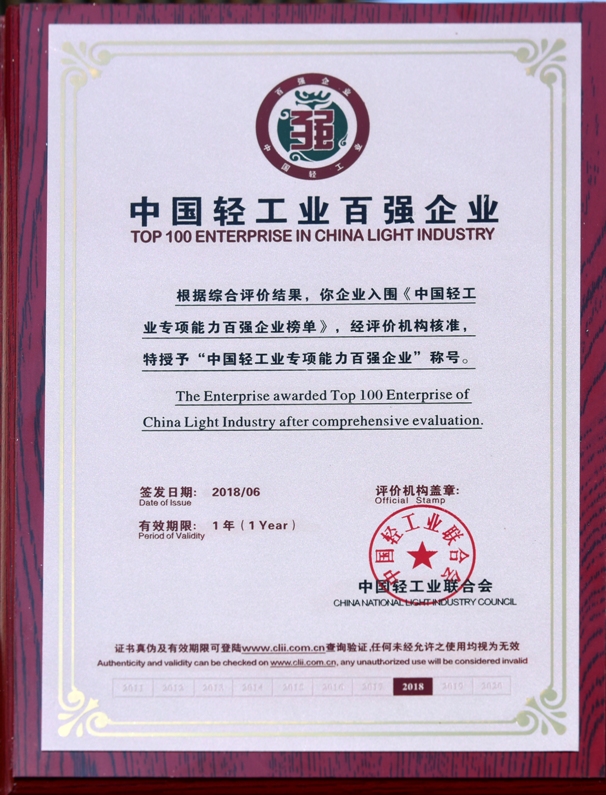 百强企业
强
中国轻工业
中国轻工业百强企业
TOP 100 ENTERPRISE IN CHINA LIGHT INDUSTRY
根据综合评价结果，你企业入围《中国轻工
业专项能力百强企业榜单》，经评价机构核准，
特授予“中国轻工业专项能力百强企业”称号。
The Enterprise awarded Top 100 Enterprise of
China Light Industry after comprehensive evaluation.
签发日期： 2018/06
Date of Issue
有效期限： 1 年（1 Year）
Period of Validity
评价机构盖章:
Official Stamp
中国轻工业联合会
中国轻工业联合会
CHINA NATIONAL LIGHT INDUSTRY COUNCIL
证书真伪及有效期限可登陆www.clii.com.cn查询验证,任何未经允许之使用均视为无效
Authenticity and validity can be checked on www.clii.com.cn, any unauthorized use will be considered invalid
2018